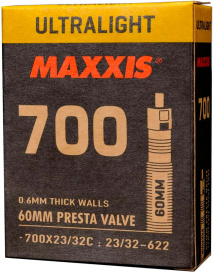 ULTRALIGHT
MAXXIS®
700
0.6MM THICK WALLS
60MM PRESTA VALVE
60MM
-700X23/32C : 23/32-622